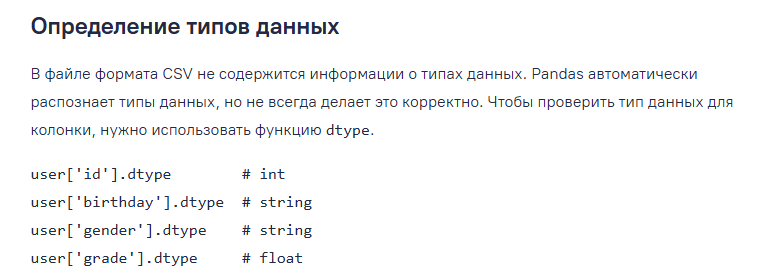 Определение типов данных
В файле формата CSV не содержится информации о типах данных. Pandas автоматически
распознает типы данных, но не всегда делает это корректно. Чтобы проверить тип данных для
колонки, нужно использовать функцию dtype.
user['id'].dtype # int
user['birthday'].dtype # string
user['gender'].dtype # string
user['grade'].dtype # float